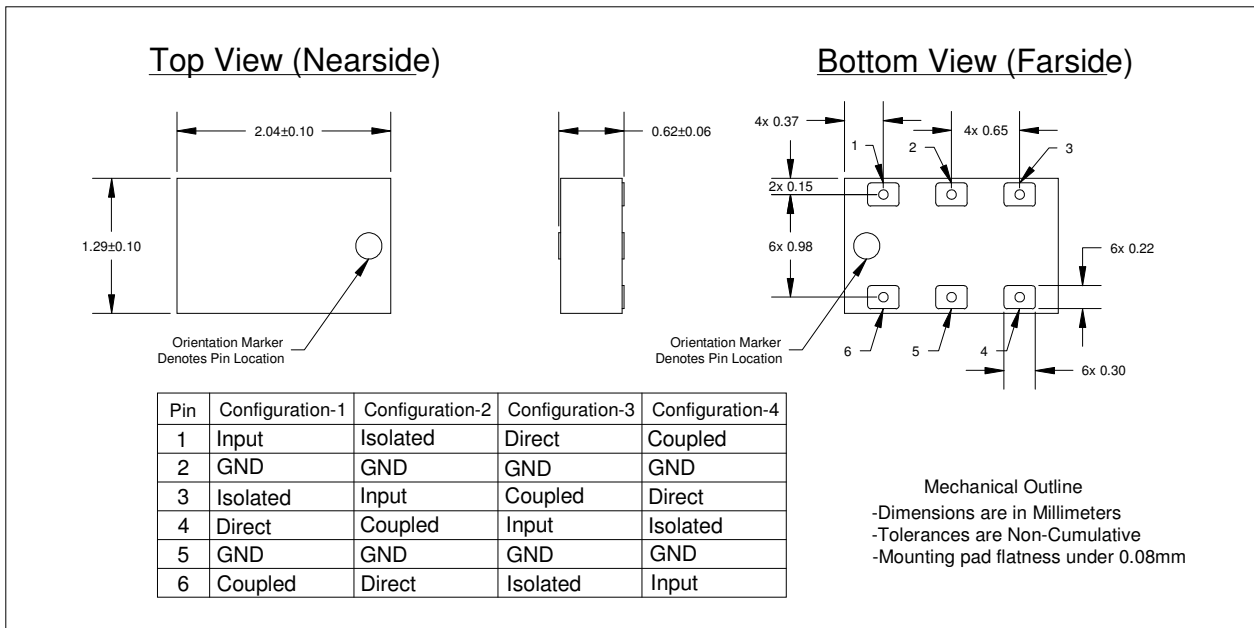 Top View (Nearside)
Bottom View (Farside)
2.04±0.10
0.62±0.06
4x 0.37
4x 0.65
1
2
3
2x 0.15
1.29±0.10
6x 0.98
6x 0.22
Orientation Marker
Denotes Pin Location
Orientation Marker
Denotes Pin Location
6
5
4
6x 0.30
Pin Configuration-1 Configuration-2 Configuration-3 Configuration-4
1 Input Isolated Direct Coupled
2 GND GND GND GND
3 Isolated Input Coupled Direct
4 Direct Coupled Input Isolated
5 GND GND GND GND
6 Coupled Direct Isolated Input
Mechanical Outline
-Dimensions are in Millimeters
-Tolerances are Non-Cumulative
-Mounting pad flatness under 0.08mm